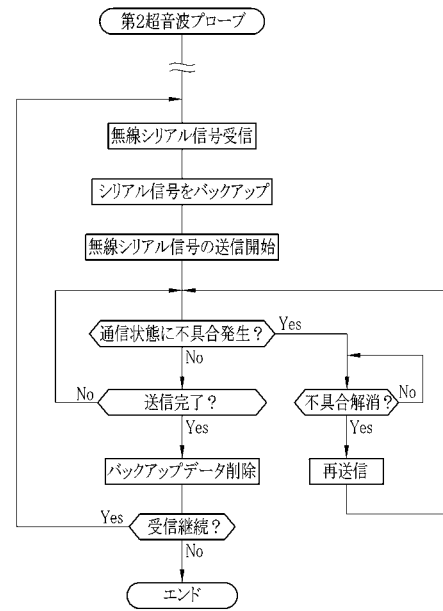 第2超音波プローブ
無線シリアル信号受信
シリアル信号をバックアップ
無線シリアル信号の送信開始
通信状態に不具合発生？
Yes
No
送信完了？
No
Yes
不具合解消？
No
Yes
バックアップデータ削除
再送信
受信継続？
Yes
No
エンド